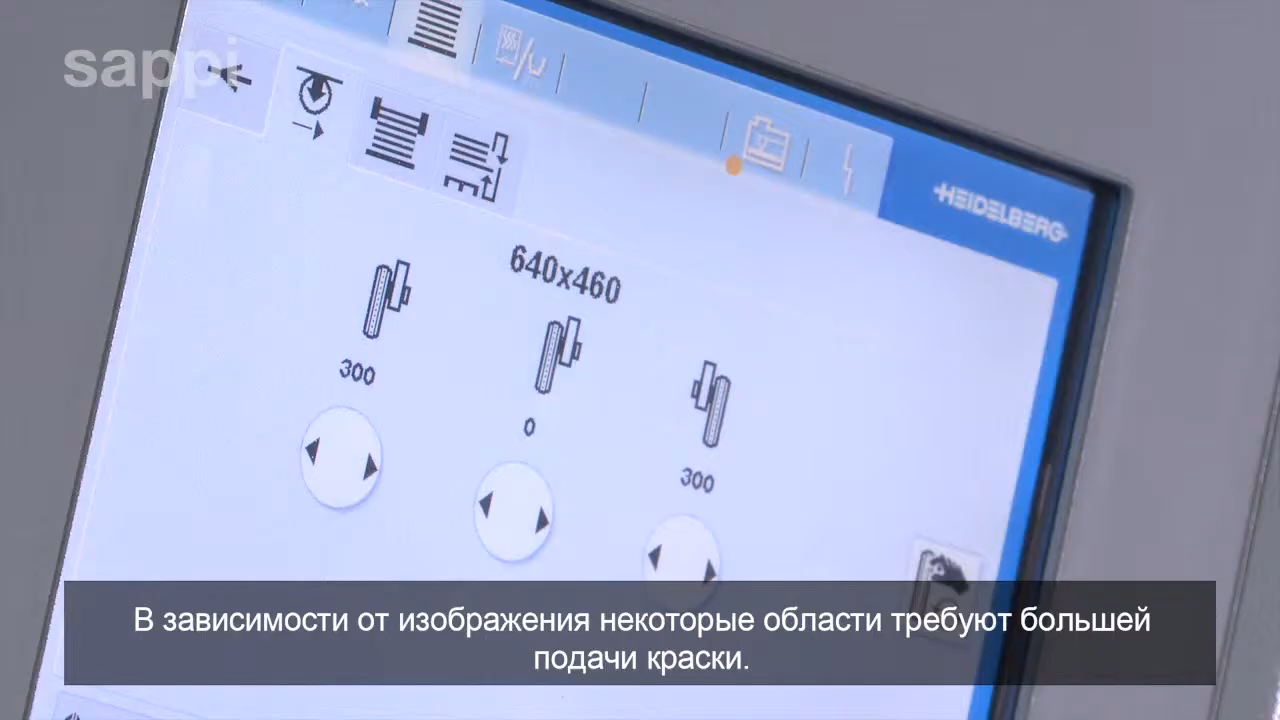 sappi
HEIDELBERG
640x460
300
0
300
В зависимости от изображения некоторые области требуют большей
подачи краски.